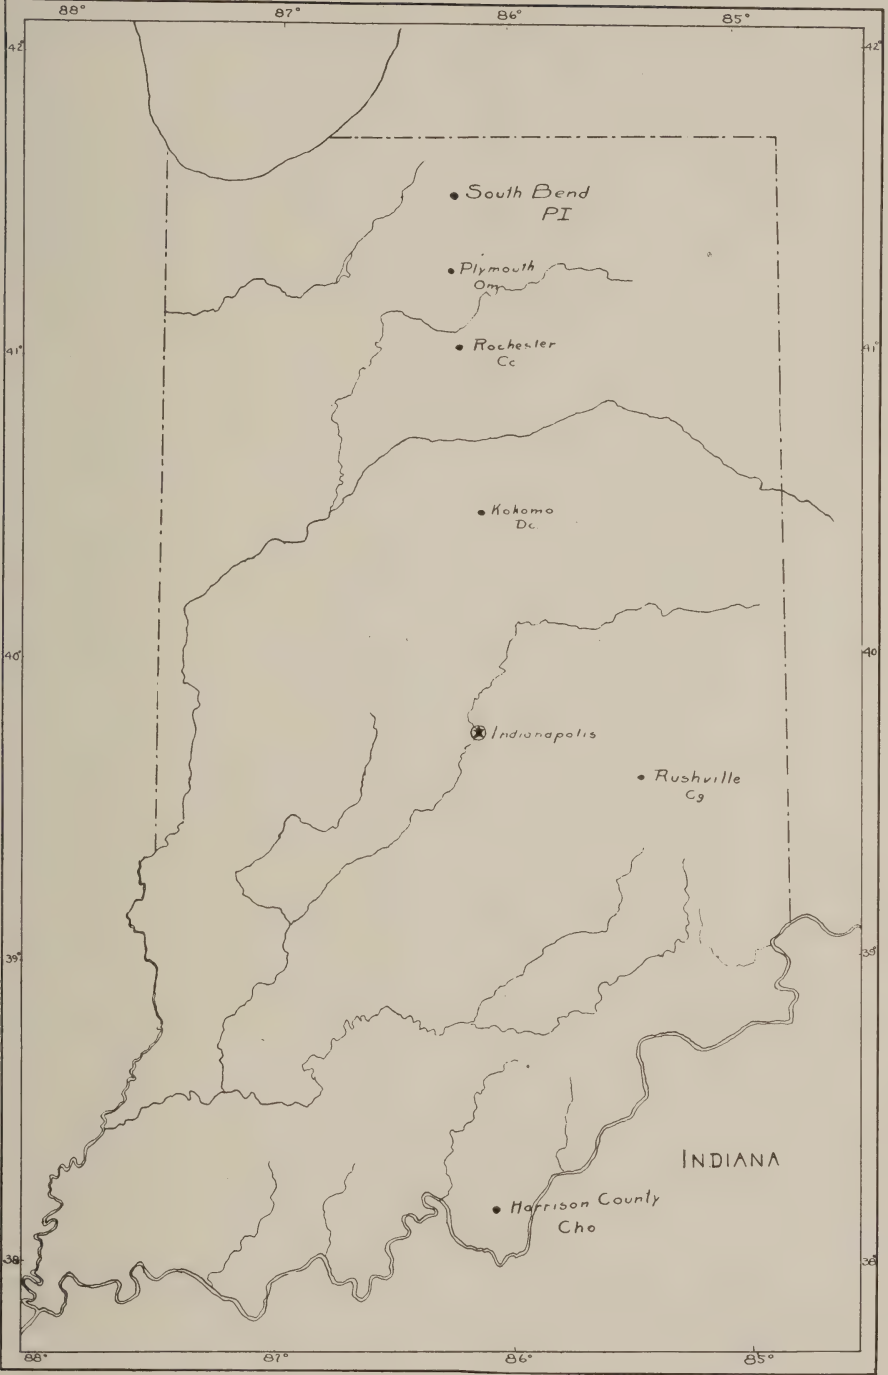 88° 87° 86° 85°
42° 42°
South Bend
PI
Plymouth
Om
41° 41°
Rochester
Cc
Kokomo
Dc
40° 40
Indianapolis
Rushville
Cg
39° 39°
INDIANA
Harrison County
Cho
38° 38°
88° 87° 86° 85°